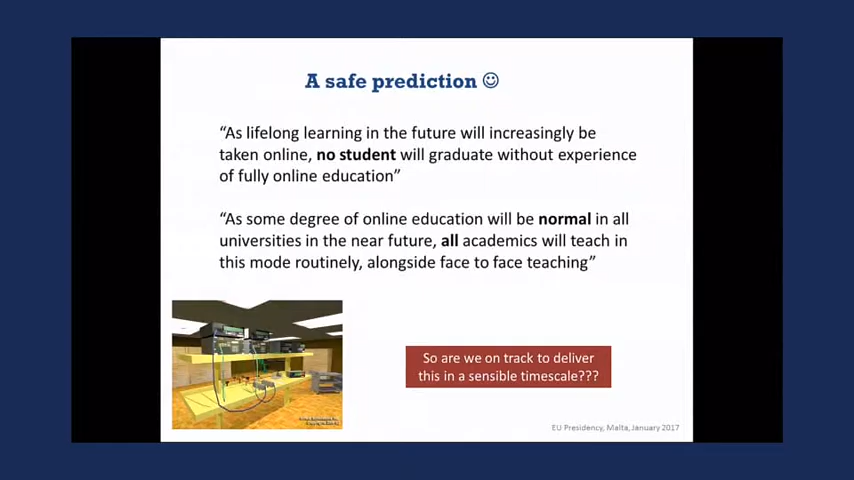 A safe prediction ☺
“As lifelong learning in the future will increasingly be
taken online, no student will graduate without experience
of fully online education”
“As some degree of online education will be normal in all
universities in the near future, all academics will teach in
this mode routinely, alongside face to face teaching”
So are we on track to deliver
this in a sensible timescale???
EU Presidency, Malta, January 2017